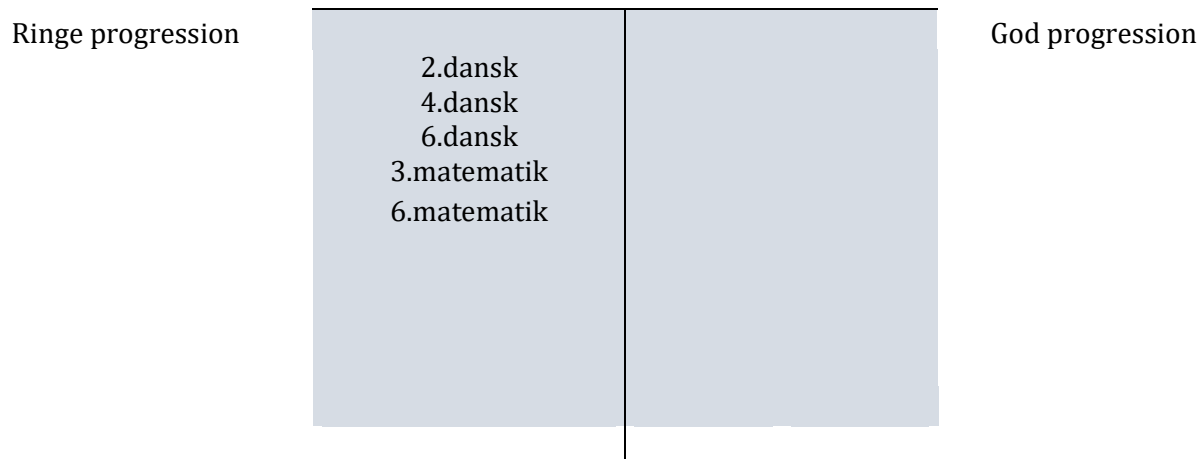 Ringe progression
God progression
2.dansk
4.dansk
6.dansk
3.matematik
6.matematik